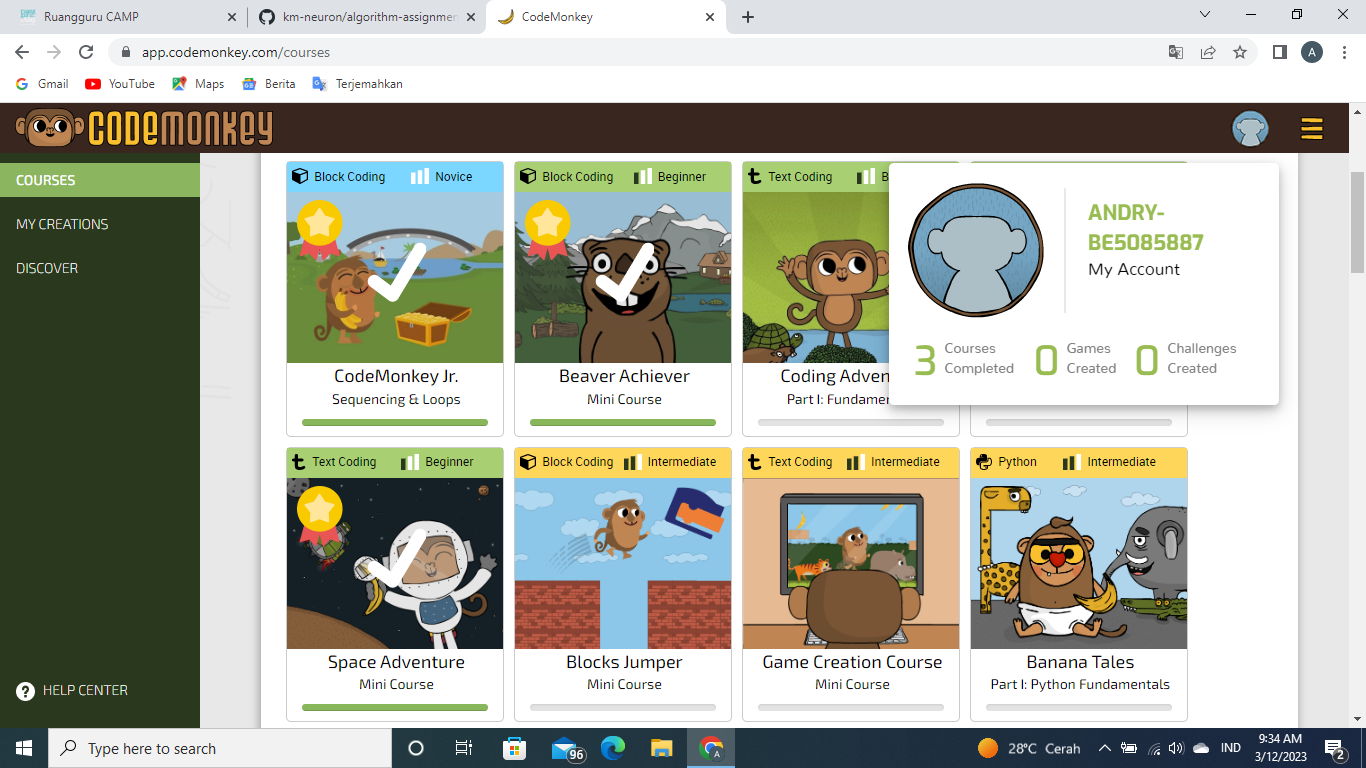 Ruangguru CAMP
km-neuron/algorithm-assignmen
CodeMonkey
app.codemonkey.com/courses
A
Gmail
YouTube
Maps
Berita
Terjemahkan
CODEMONKEY
COURSES
MY CREATIONS
DISCOVER
HELP CENTER
Block Coding Novice
CodeMonkey Jr.
Sequencing & Loops
Block Coding Beginner
Beaver Achiever
Mini Course
Text Coding B
Coding Adven
Part I: Fundamen
ANDRY-
BE5085887
My Account
3 Courses Completed
0 Games Created
0 Challenges Created
Text Coding Beginner
Space Adventure
Mini Course
Block Coding Intermediate
Blocks Jumper
Mini Course
Text Coding Intermediate
Game Creation Course
Mini Course
Python Intermediate
Banana Tales
Part I: Python Fundamentals
Type here to search
96
A
28°C Cerah
IND
9:34 AM
3/12/2023
2